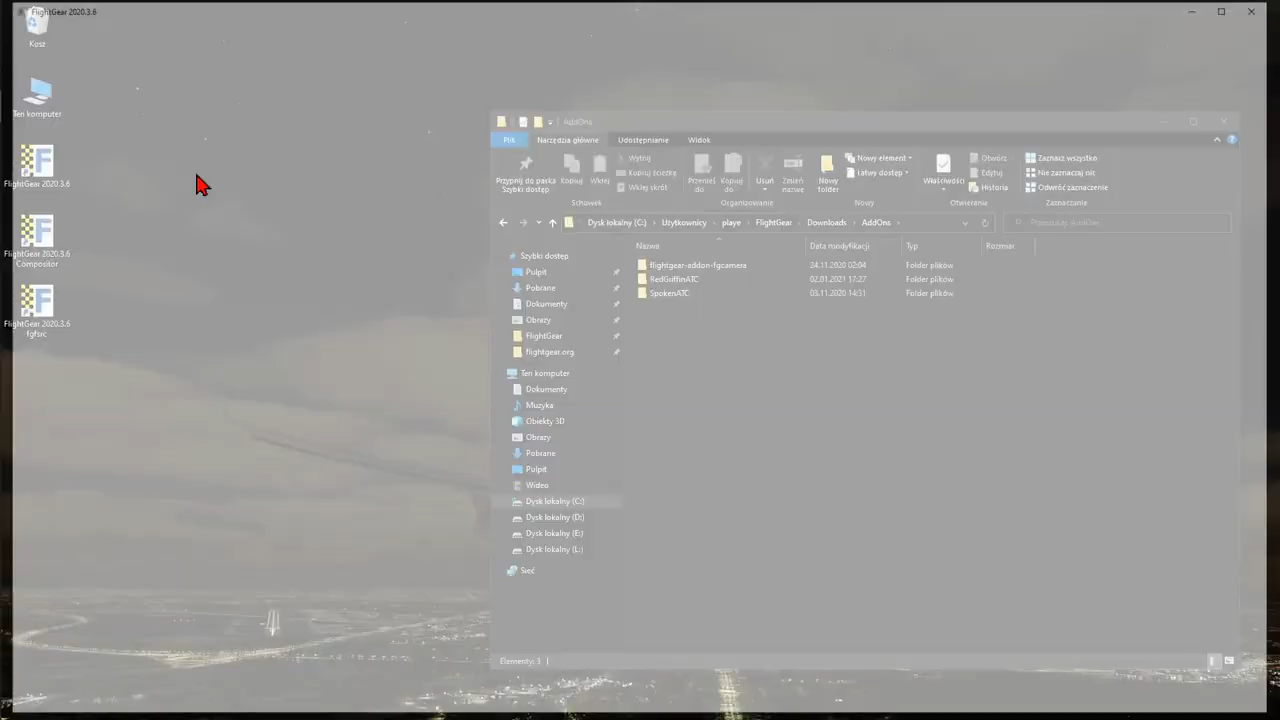 FlightGear 2020.3.6
Kosz
Ten komputer
FlightGear 2020.3.6
FlightGear 2020.3.6
Compositor
FlightGear 2020.3.6
fgfsrc
AddOns
Plik
Narzędzia główne
Udostępnianie
Widok
Przypnij do paska
Szybki dostęp
Kopiuj
Wklej
Wytnij
Kopiuj ścieżkę
Wklej skrót
Schowek
Przenieś
do
Kopiuj
do
Usuń
Zmień
nazwę
Organizowanie
Nowy
folder
Nowy element
Łatwy dostęp
Nowy
Właściwości
Otwórz
Edytuj
Historia
Otwieranie
Zaznacz wszystko
Nie zaznaczaj nic
Odwróć zaznaczenie
Zaznaczanie
Dysk lokalny (C:) › Użytkownicy › playe › FlightGear › Downloads › AddOns ›
Przeszukaj: AddOns
Nazwa Data modyfikacji Typ Rozmiar
flightgear-addon-fgcamera 24.11.2020 02:04 Folder plików
RedGriffinATC 02.01.2021 17:27 Folder plików
SpokenATC 03.11.2020 14:31 Folder plików
Szybki dostęp
Pulpit
Pobrane
Dokumenty
Obrazy
FlightGear
flightgear.org
Ten komputer
Dokumenty
Muzyka
Obiekty 3D
Obrazy
Pobrane
Pulpit
Wideo
Dysk lokalny (C:)
Dysk lokalny (D:)
Dysk lokalny (E:)
Dysk lokalny (L:)
Sieć
Elementy: 3